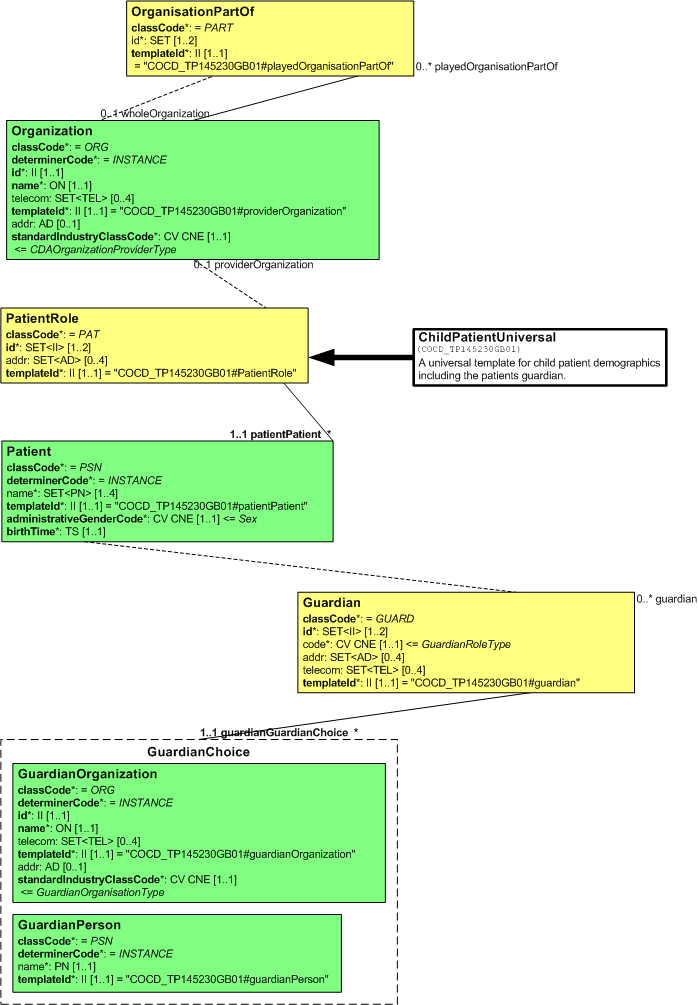 OrganisationPartOf
classCode*: = PART
id*: SET [1..2]
templateId*: II [1..1]
= "COCD_TP145230GB01#playedOrganisationPartOf"
0..* playedOrganisationPartOf
0..1 wholeOrganization
Organization
classCode*: = ORG
determinerCode*: = INSTANCE
id*: II [1..1]
name*: ON [1..1]
telecom: SET<TEL> [0..4]
templateId*: II [1..1] = "COCD_TP145230GB01#providerOrganization"
addr: AD [0..1]
standardIndustryClassCode*: CV CNE [1..1]
<= CDAOrganizationProviderType
0..1 providerOrganization
PatientRole
classCode*: = PAT
id*: SET<II> [1..2]
addr: SET<AD> [0..4]
templateId*: II [1..1] = "COCD_TP145230GB01#PatientRole"
ChildPatientUniversal
(COCD_TP145230GB01)
A universal template for child patient demographics
including the patients guardian.
1..1 patientPatient *
Patient
classCode*: = PSN
determinerCode*: = INSTANCE
name*: SET<PN> [1..4]
templateId*: II [1..1] = "COCD_TP145230GB01#patientPatient"
administrativeGenderCode*: CV CNE [1..1] <= Sex
birthTime*: TS [1..1]
Guardian
classCode*: = GUARD
id*: SET<II> [1..2]
code*: CV CNE [1..1] <= GuardianRoleType
addr: SET<AD> [0..4]
telecom: SET<TEL> [0..4]
templateId*: II [1..1] = "COCD_TP145230GB01#guardian"
0..* guardian
1..1 guardianGuardianChoice *
GuardianChoice
GuardianOrganization
classCode*: = ORG
determinerCode*: = INSTANCE
id*: II [1..1]
name*: ON [1..1]
telecom: SET<TEL> [0..4]
templateId*: II [1..1] = "COCD_TP145230GB01#guardianOrganization"
addr: AD [0..1]
standardIndustryClassCode*: CV CNE [1..1]
<= GuardianOrganisationType
GuardianPerson
classCode*: = PSN
determinerCode*: = INSTANCE
name*: PN [1..1]
templateId*: II [1..1] = "COCD_TP145230GB01#guardianPerson"